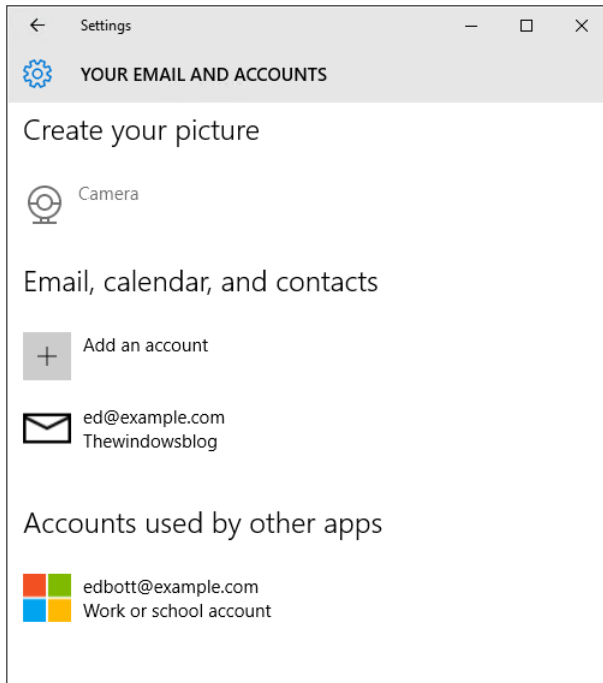 Settings
YOUR EMAIL AND ACCOUNTS
Create your picture
Camera
Email, calendar, and contacts
Add an account
ed@example.com
Thewindowsblog
Accounts used by other apps
edbott@example.com
Work or school account